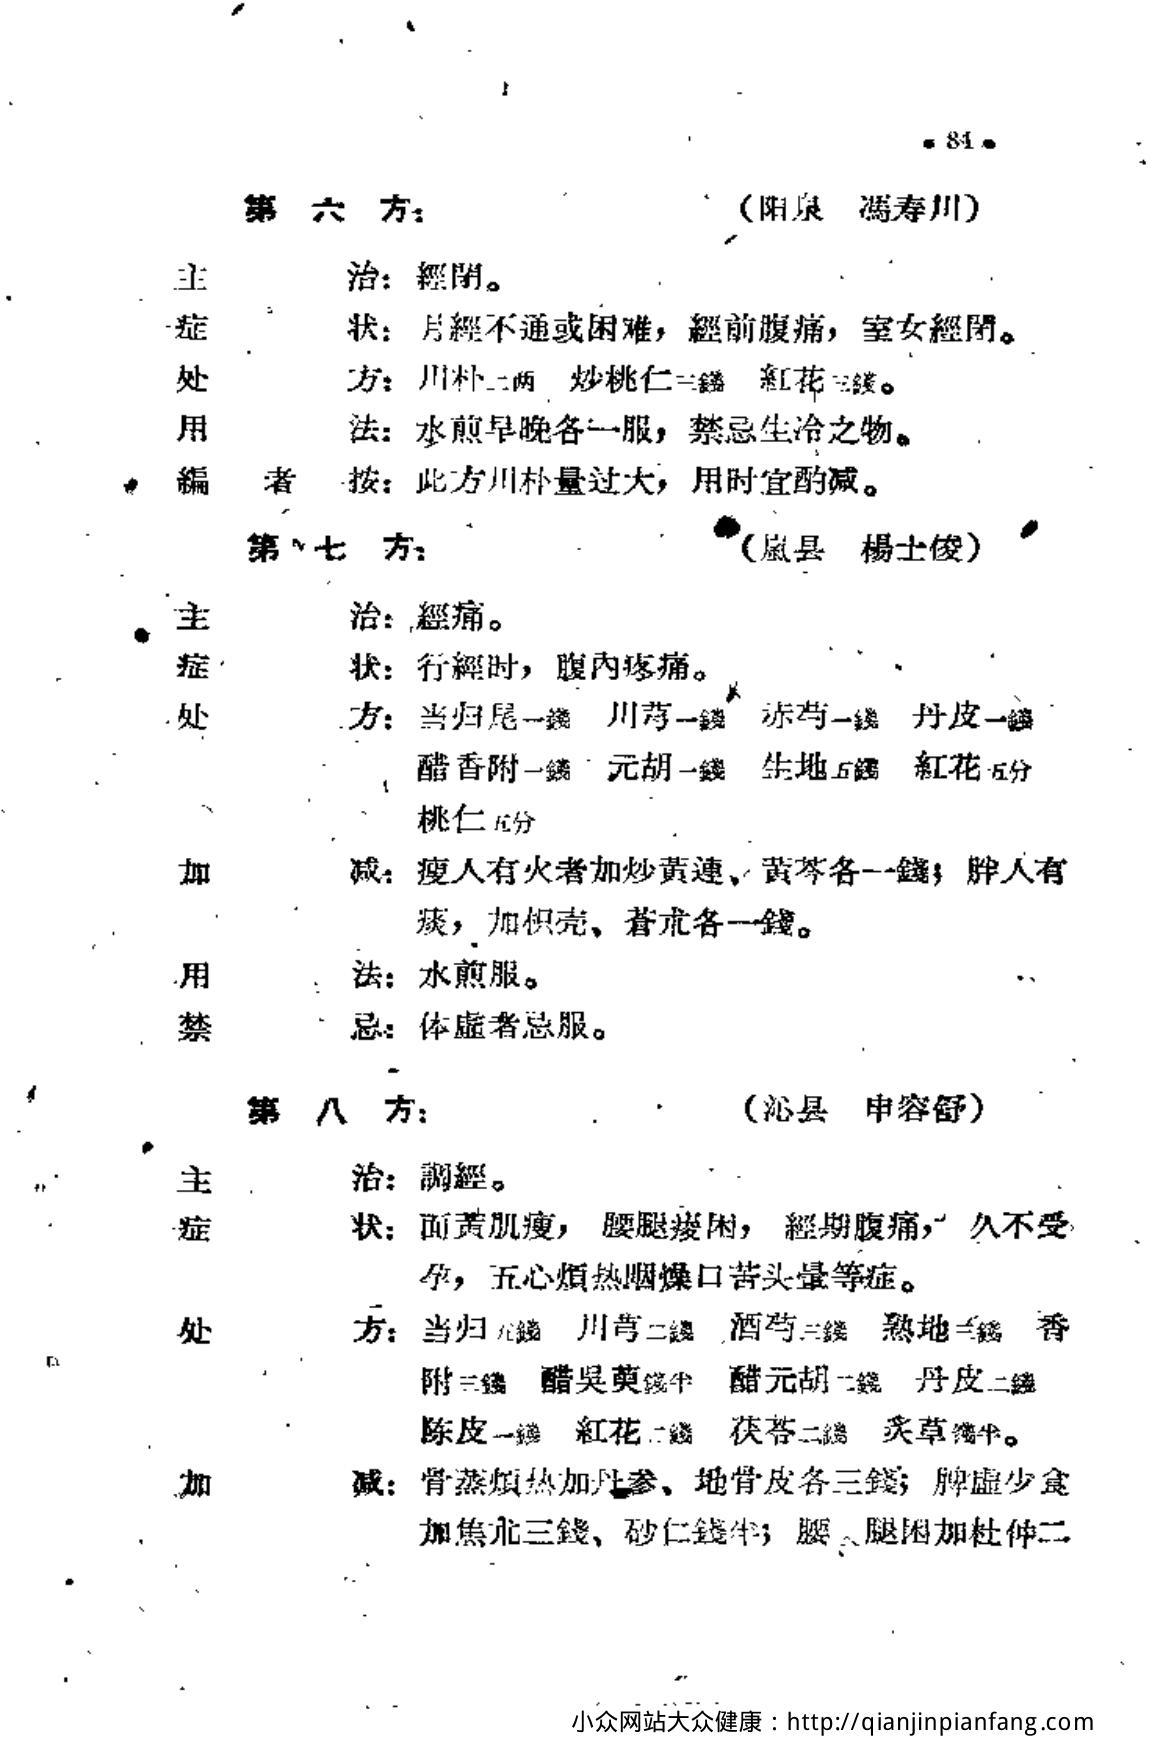 • 81 •
第六方： （阳泉 馮寿川）
主治：經閉。
症状：月經不通或困难，經前腹痛，室女經閉。
处方：川朴二两 炒桃仁三錢 紅花三錢。
用法：水煎早晚各一服，禁忌生冷之物。
編者按：此方川朴量过大，用时宜酌减。
第七方： （嵐县 楊士俊）
主治：經痛。
症状：行經时，腹內疼痛。
处方：当归尾一錢 川芎一錢 赤芍一錢 丹皮一錢
醋香附一錢 元胡一錢 生地五錢 紅花五分
桃仁五分
加减：瘦人有火者加炒黃連、黃芩各一錢；胖人有
痰，加枳壳、蒼朮各一錢。
用法：水煎服。
禁忌：体虛者忌服。
第八方： （沁县 申容舒）
主治：調經。
症状：面黃肌瘦，腰腿痠困，經期腹痛，久不受
孕，五心煩热咽燥口苦头暈等症。
处方：当归五錢 川芎二錢 酒芍三錢 熟地三錢 香
附三錢 醋吳萸錢半 醋元胡二錢 丹皮二錢
陈皮一錢 紅花二錢 茯苓二錢 炙草錢半。
加减：骨蒸煩热加丹参、地骨皮各三錢；脾虛少食
加焦朮三錢、砂仁錢半；腰、腿困加杜仲二
小众网站大众健康：http://qianjinpianfang.com